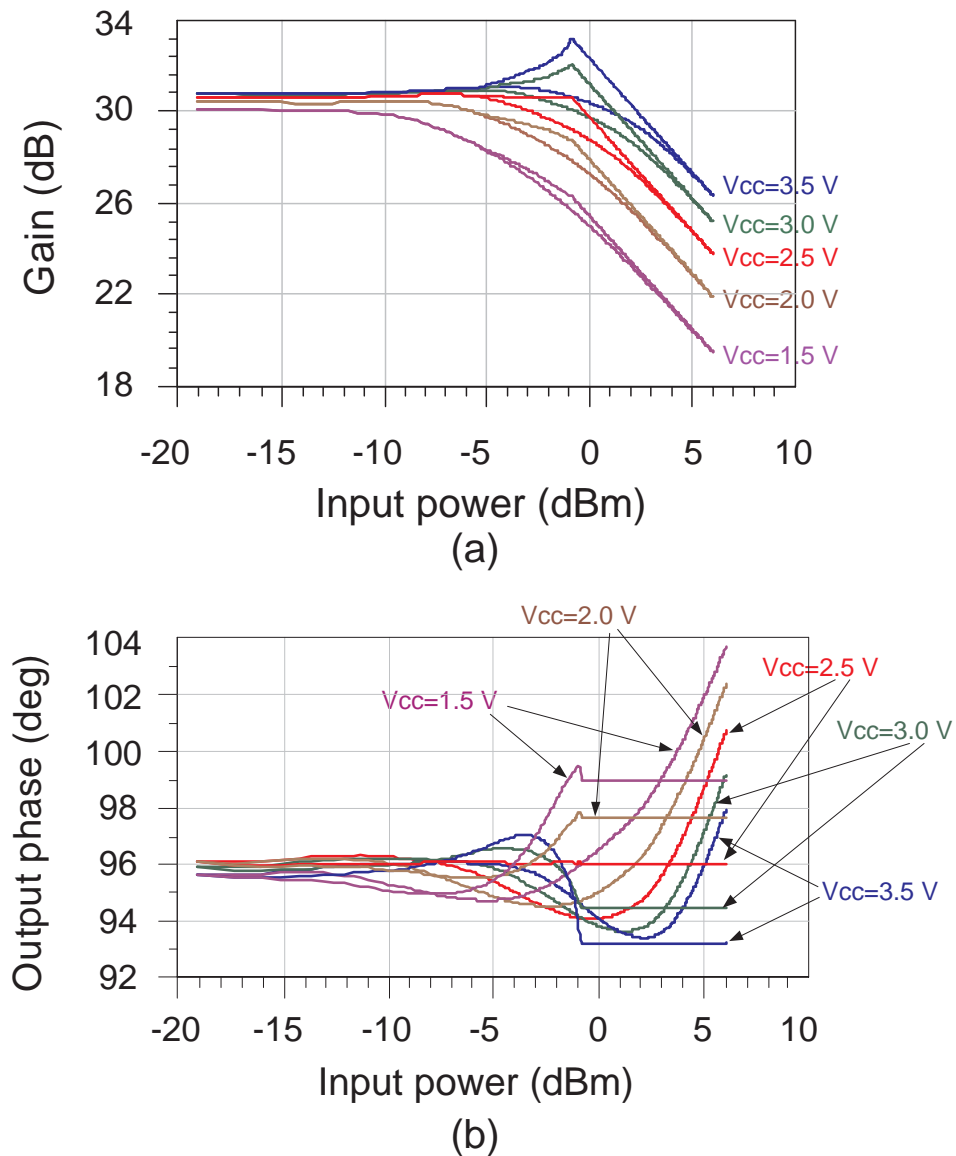 34
30
26
22
18
Gain (dB)
Vcc=3.5 V
Vcc=3.0 V
Vcc=2.5 V
Vcc=2.0 V
Vcc=1.5 V
-20 -15 -10 -5 0 5 10
Input power (dBm)
(a)
Vcc=2.0 V
104
102
100
98
96
94
92
Output phase (deg)
Vcc=2.5 V
Vcc=1.5 V
Vcc=3.0 V
Vcc=3.5 V
-20 -15 -10 -5 0 5 10
Input power (dBm)
(b)